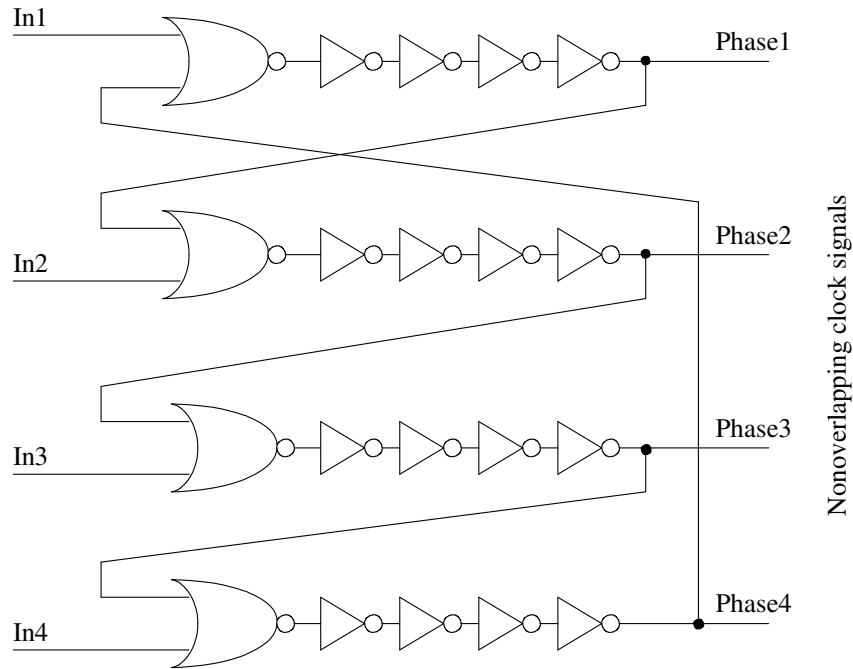 In1
Phase1
In2
Phase2
In3
Phase3
In4
Phase4
Nonoverlapping clock signals